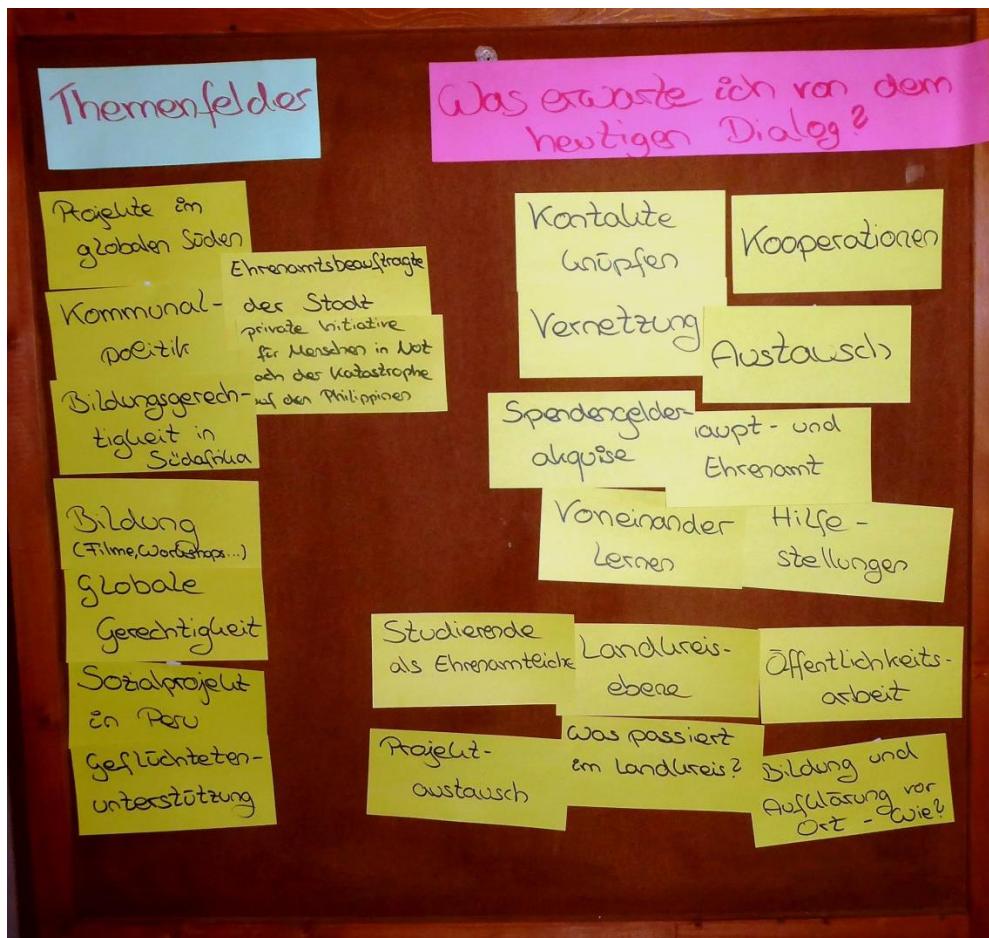 Themenfelder
Projekte im
globalen Süden
Ehrenamtsbeauftragte
der Stadt
private Initiative
für Menschen in Not
ach der Katastrophe
auf den Philippinen
Kommunal-
politik
Bildungsgerech-
tigkeit in
Südafrika
Bildung
(Filme, Workshops...)
Globale
Gerechtigkeit
Sozialprojekt
in Peru
Geflüchteten-
unterstützung
Was erwarte ich von dem
heutigen Dialog?
Kontakte
knüpfen
Kooperationen
Vernetzung
Austausch
Spendengelder-
akquise
aupt- und
Ehrenamt
Voneinander
Lernen
Hilfe-
stellungen
Studierende
als Ehrenamtliche
Landkreis-
ebene
Öffentlichkeits-
arbeit
Projekt-
austausch
Was passiert
im Landkreis?
Bildung und
Aufklärung vor
Ort - Wie?